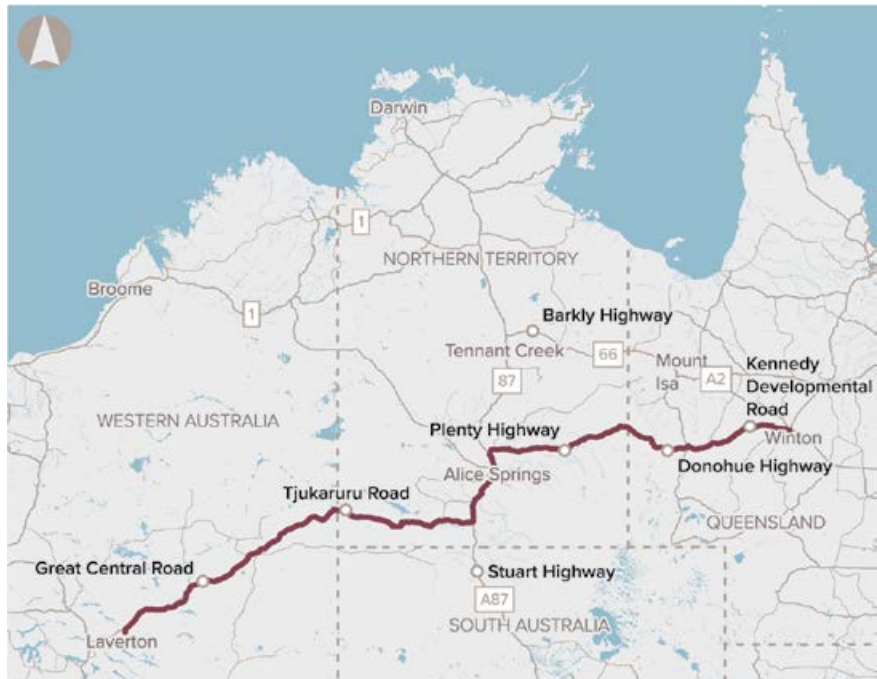 Darwin
1
NORTHERN TERRITORY
Broome
1
Barkly Highway
Tennant Creek
66
Mount
Isa
87
A2
Kennedy
Developmental
Road
WESTERN AUSTRALIA
Plenty Highway
Winton
Alice Springs
Donohue Highway
Tjukaruru Road
QUEENSLAND
Great Central Road
Stuart Highway
A87
SOUTH AUSTRALIA
Laverton